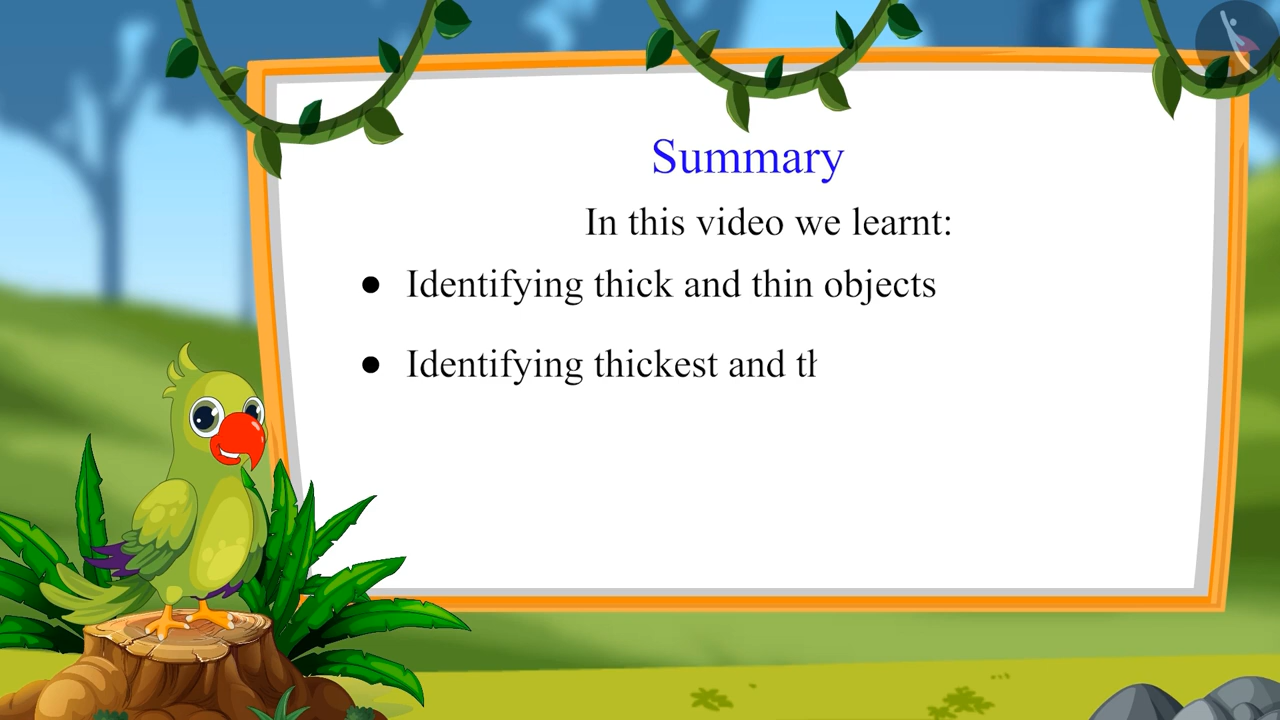 Summary
In this video we learnt:
● Identifying thick and thin objects
● Identifying thickest and